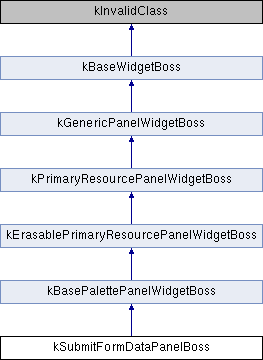 kInvalidClass
kBaseWidgetBoss
kGenericPanelWidgetBoss
kPrimaryResourcePanelWidgetBoss
kErasablePrimaryResourcePanelWidgetBoss
kBasePalettePanelWidgetBoss
kSubmitFormDataPanelBoss